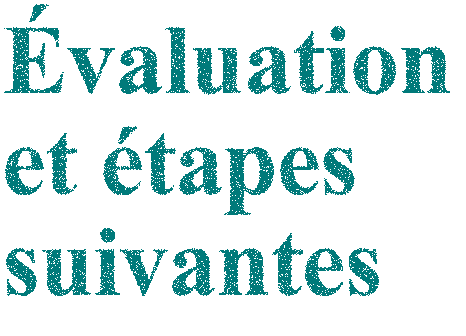 Évaluation
et étapes
suivantes